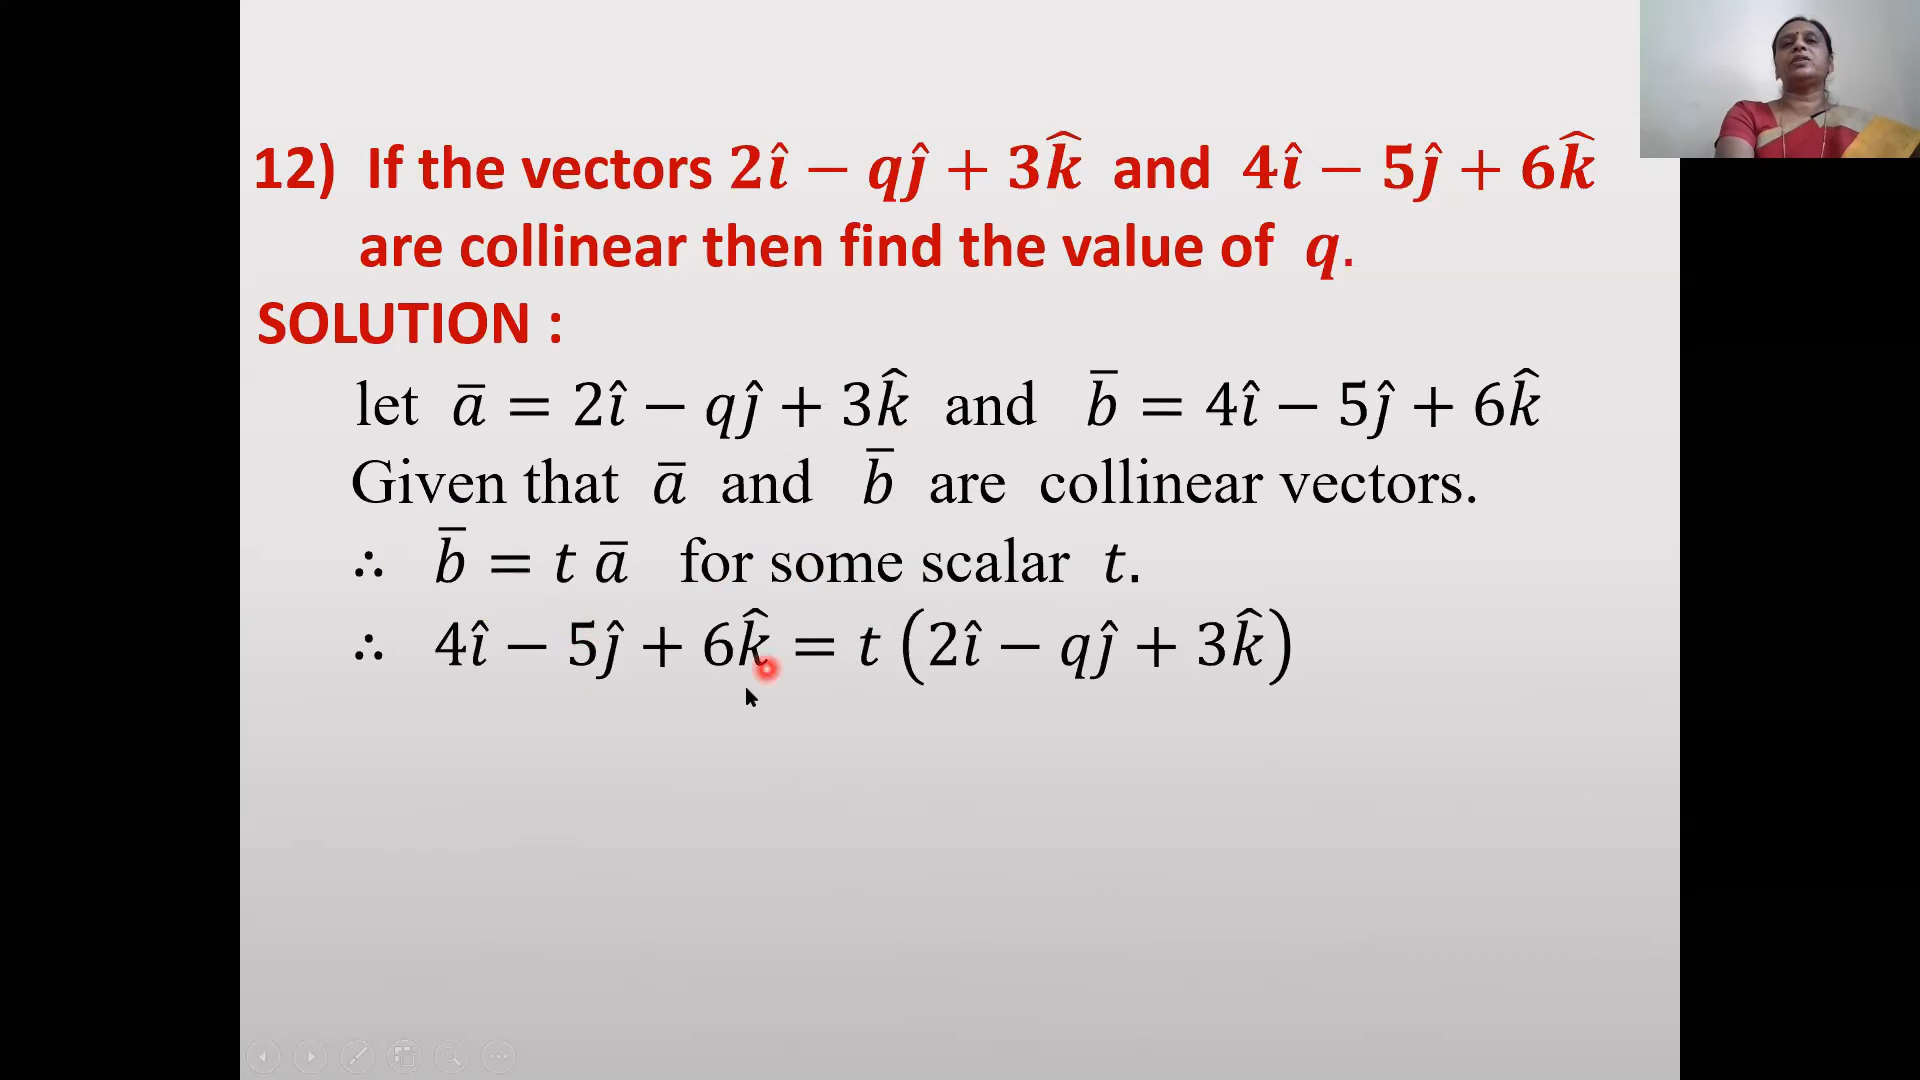 12) If the vectors 2î − qĵ + 3k̂ and 4î − 5ĵ + 6k̂
are collinear then find the value of q.
SOLUTION :
let a̅ = 2î − qĵ + 3k̂ and b̅ = 4î − 5ĵ + 6k̂
Given that a̅ and b̅ are collinear vectors.
∴ b̅ = t a̅ for some scalar t.
∴ 4î − 5ĵ + 6k̂ = t (2î − qĵ + 3k̂)